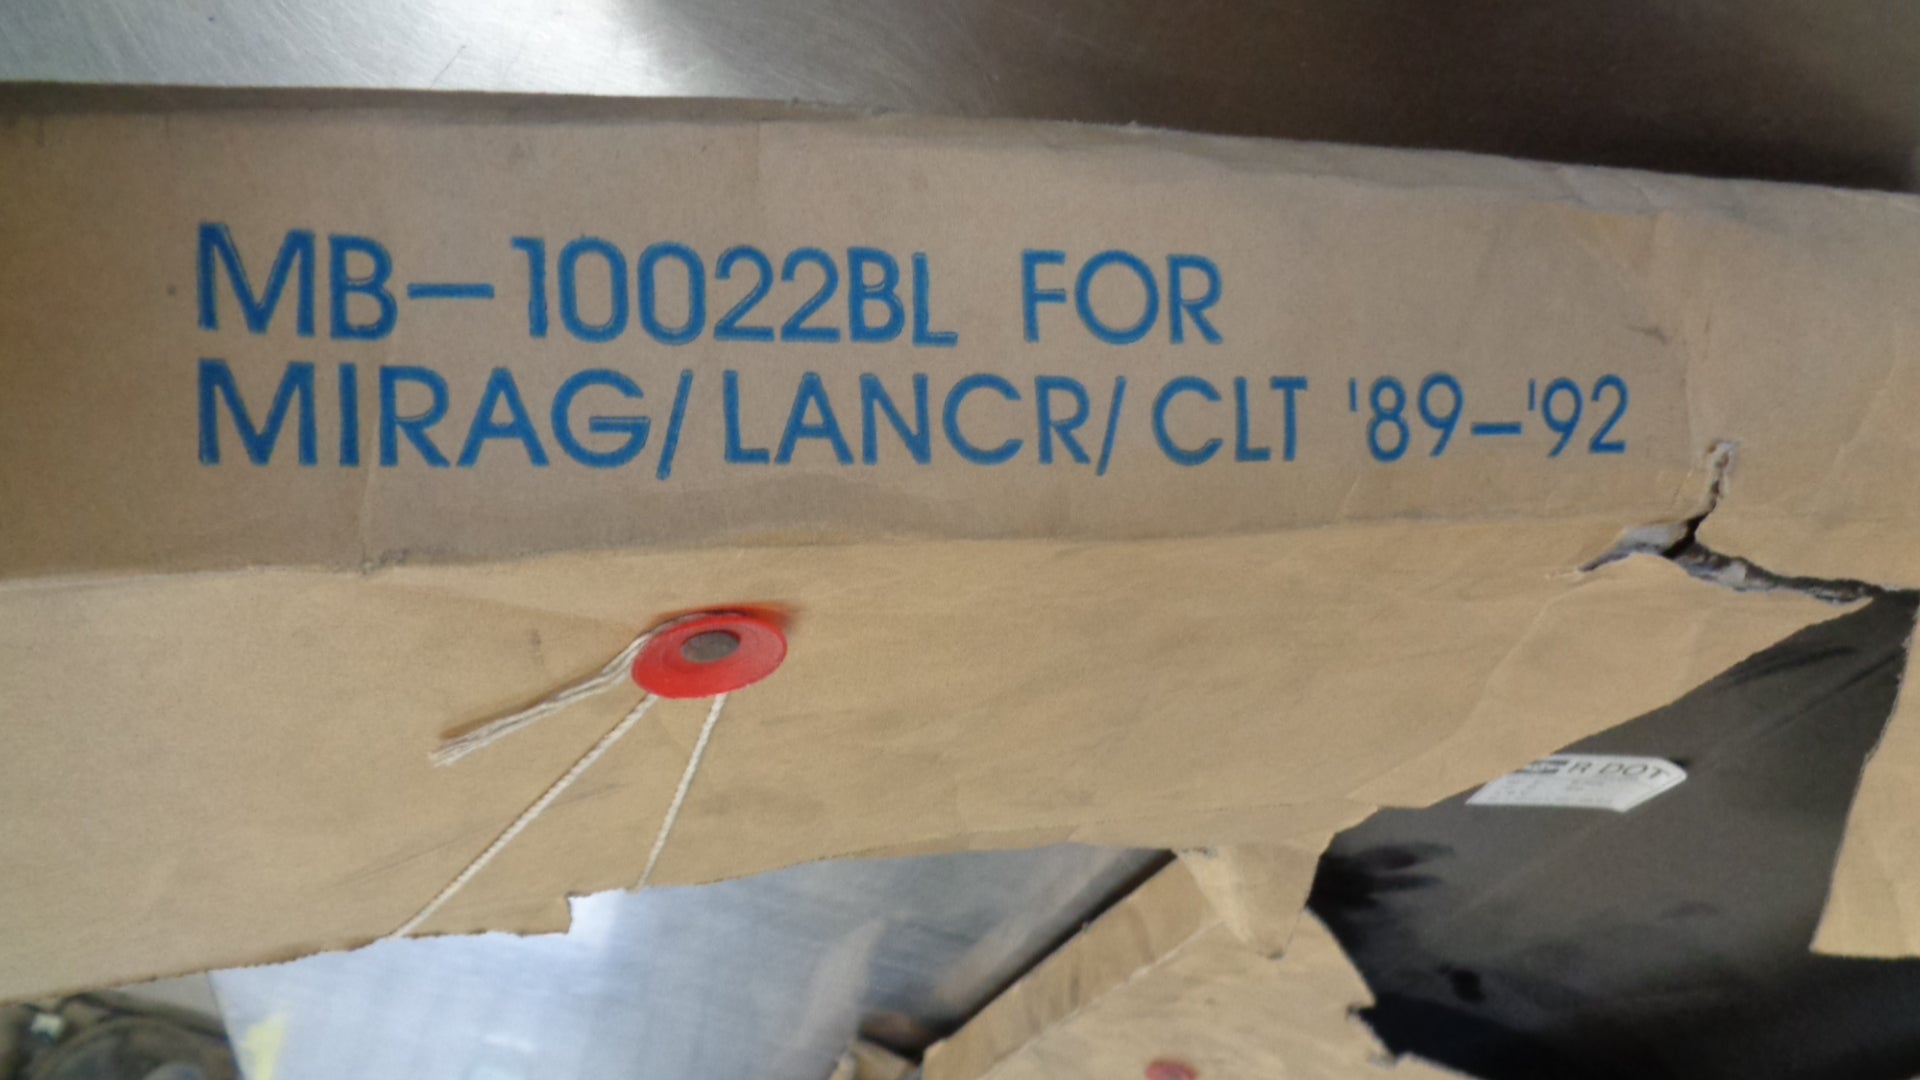 MB-10022BL FOR
MIRAG/LANCR/CLT '89-'92
R DOT